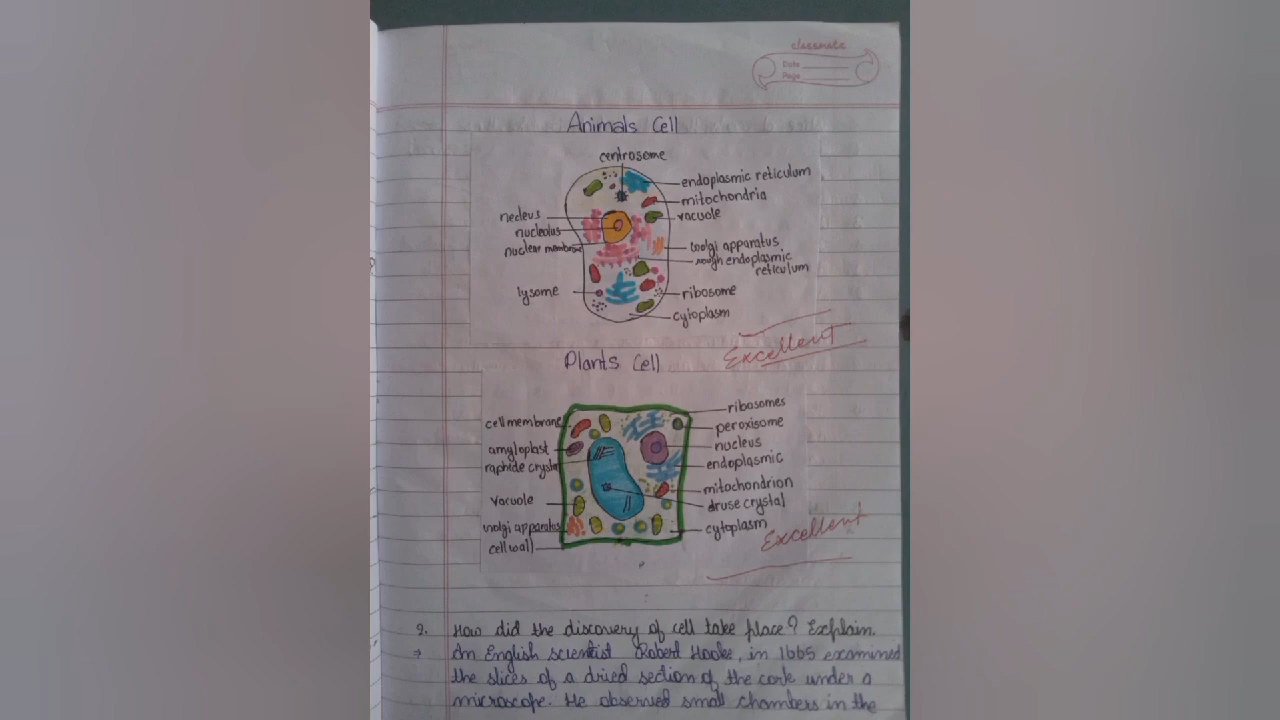 classmate
Date
Page
Animals Cell
centrosome
endoplasmic reticulum
mitochondria
vacuole
necleus
nucleolus
nuclear membrane
Golgi apparatus
rough endoplasmic
reticulum
lysome
ribosome
cytoplasm
Excellent
Plants Cell
cell membrane
amyloplast
raphide crystal
vacuole
Golgi apparatus
cell wall
ribosomes
peroxisome
nucleus
endoplasmic
mitochondrion
druse crystal
cytoplasm
Excellent
9. How did the discovery of cell take place? Explain.
→ An English scientist Robert Hooke, in 1665 examined
the slices of a dried section of the cork under a
microscope. He observed small chambers in the